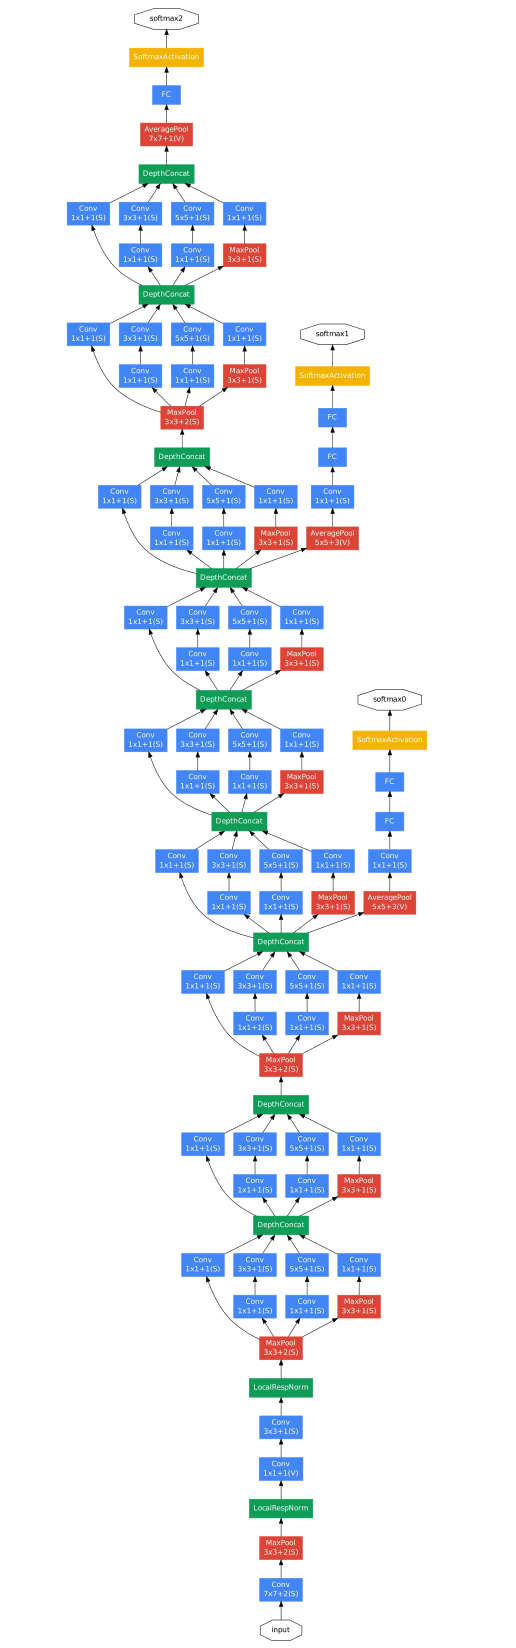 softmax2
SoftmaxActivation
FC
AveragePool
7x7+1(V)
DepthConcat
Conv
1x1+1(S)
Conv
3x3+1(S)
Conv
5x5+1(S)
Conv
1x1+1(S)
Conv
1x1+1(S)
Conv
1x1+1(S)
MaxPool
3x3+1(S)
DepthConcat
Conv
1x1+1(S)
Conv
3x3+1(S)
Conv
5x5+1(S)
Conv
1x1+1(S)
softmax1
Conv
1x1+1(S)
Conv
1x1+1(S)
MaxPool
3x3+1(S)
SoftmaxActivation
MaxPool
3x3+2(S)
FC
DepthConcat
FC
Conv
1x1+1(S)
Conv
3x3+1(S)
Conv
5x5+1(S)
Conv
1x1+1(S)
Conv
1x1+1(S)
Conv
1x1+1(S)
Conv
1x1+1(S)
MaxPool
3x3+1(S)
AveragePool
5x5+3(V)
DepthConcat
Conv
1x1+1(S)
Conv
3x3+1(S)
Conv
5x5+1(S)
Conv
1x1+1(S)
Conv
1x1+1(S)
Conv
1x1+1(S)
MaxPool
3x3+1(S)
DepthConcat
softmax0
Conv
1x1+1(S)
Conv
3x3+1(S)
Conv
5x5+1(S)
Conv
1x1+1(S)
SoftmaxActivation
Conv
1x1+1(S)
Conv
1x1+1(S)
MaxPool
3x3+1(S)
FC
DepthConcat
FC
Conv
1x1+1(S)
Conv
3x3+1(S)
Conv
5x5+1(S)
Conv
1x1+1(S)
Conv
1x1+1(S)
Conv
1x1+1(S)
Conv
1x1+1(S)
MaxPool
3x3+1(S)
AveragePool
5x5+3(V)
DepthConcat
Conv
1x1+1(S)
Conv
3x3+1(S)
Conv
5x5+1(S)
Conv
1x1+1(S)
Conv
1x1+1(S)
Conv
1x1+1(S)
MaxPool
3x3+1(S)
MaxPool
3x3+2(S)
DepthConcat
Conv
1x1+1(S)
Conv
3x3+1(S)
Conv
5x5+1(S)
Conv
1x1+1(S)
Conv
1x1+1(S)
Conv
1x1+1(S)
MaxPool
3x3+1(S)
DepthConcat
Conv
1x1+1(S)
Conv
3x3+1(S)
Conv
5x5+1(S)
Conv
1x1+1(S)
Conv
1x1+1(S)
Conv
1x1+1(S)
MaxPool
3x3+1(S)
MaxPool
3x3+2(S)
LocalRespNorm
Conv
3x3+1(S)
Conv
1x1+1(V)
LocalRespNorm
MaxPool
3x3+2(S)
Conv
7x7+2(S)
input